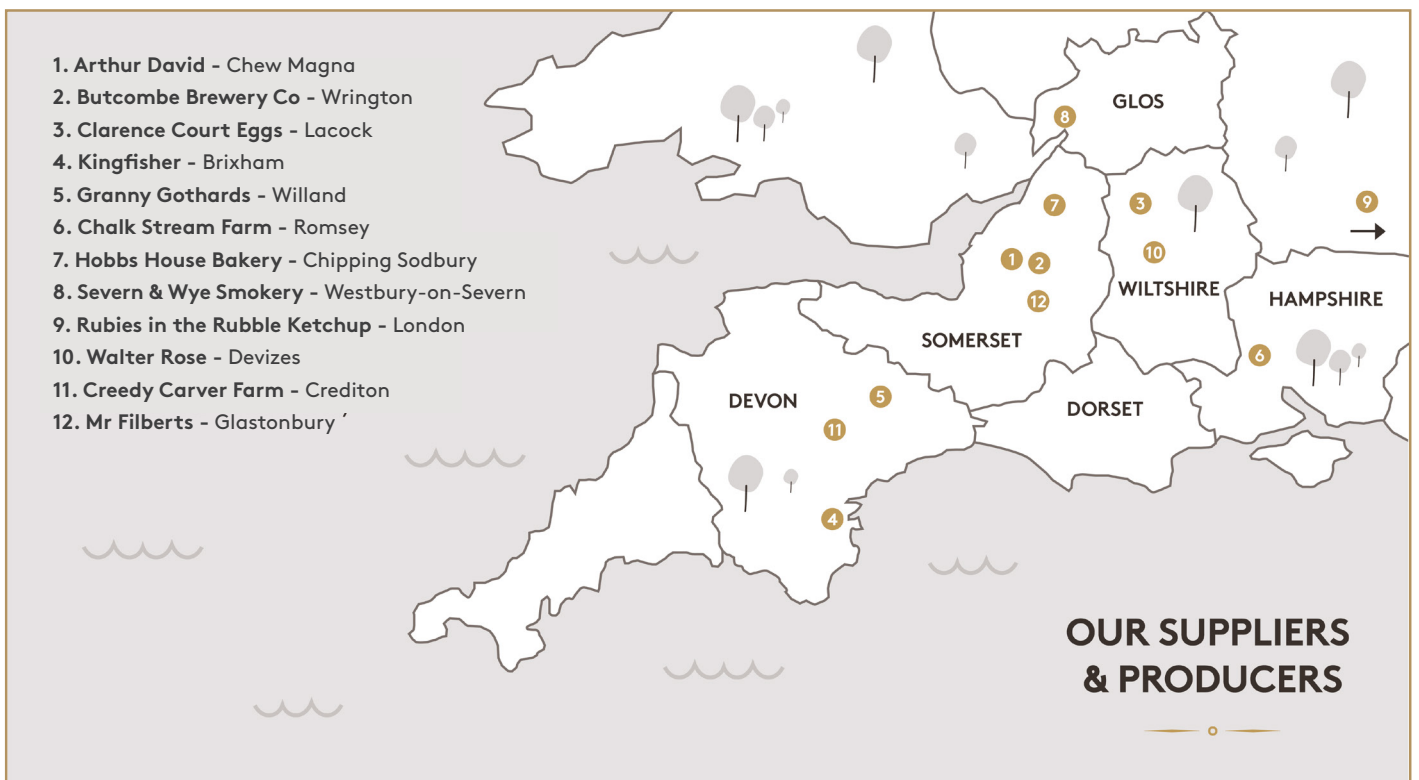 1. Arthur David - Chew Magna
2. Butcombe Brewery Co - Wrington
3. Clarence Court Eggs - Lacock
4. Kingfisher - Brixham
5. Granny Gothards - Willand
6. Chalk Stream Farm - Romsey
7. Hobbs House Bakery - Chipping Sodbury
8. Severn & Wye Smokery - Westbury-on-Severn
9. Rubies in the Rubble Ketchup - London
10. Walter Rose - Devizes
11. Creedy Carver Farm - Crediton
12. Mr Filberts - Glastonbury ´
GLOS
8
7
3
9
1
2
10
12
WILTSHIRE
HAMPSHIRE
SOMERSET
6
DEVON
5
DORSET
11
4
OUR SUPPLIERS
& PRODUCERS